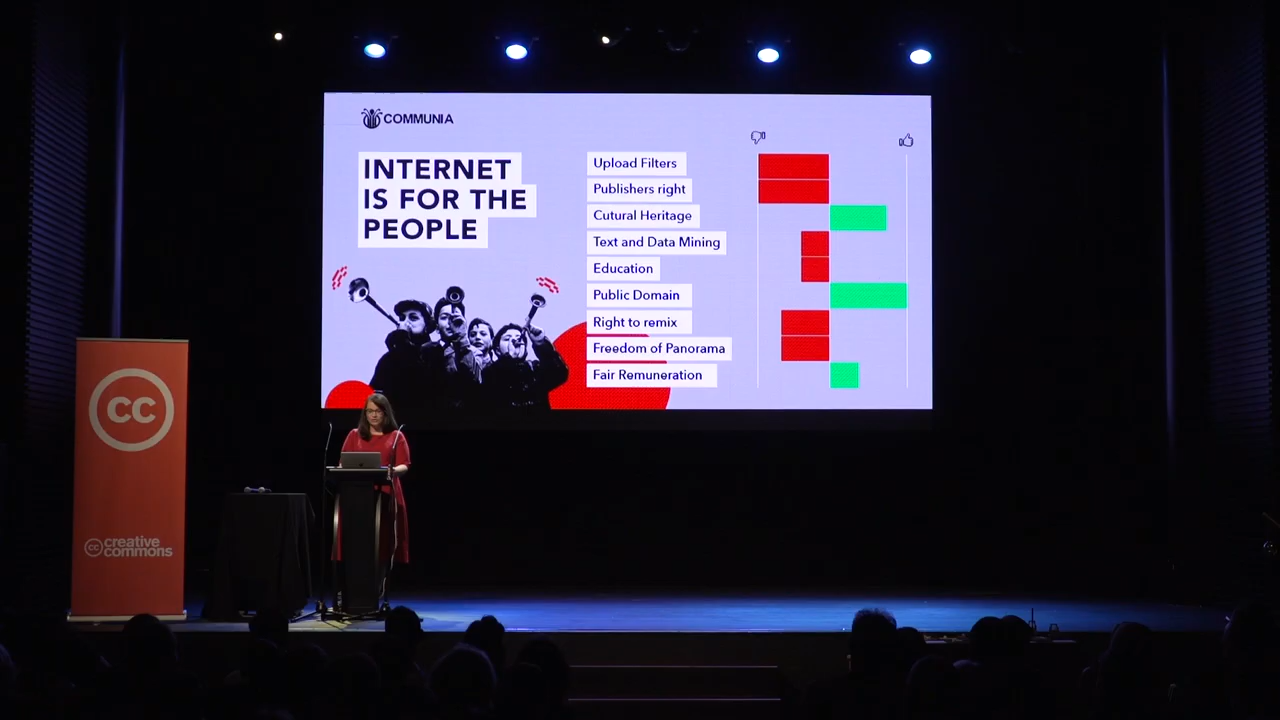 COMMUNIA
INTERNET
IS FOR THE
PEOPLE
Upload Filters
Publishers right
Cutural Heritage
Text and Data Mining
Education
Public Domain
Right to remix
Freedom of Panorama
Fair Remuneration
cc
cc creative
commons